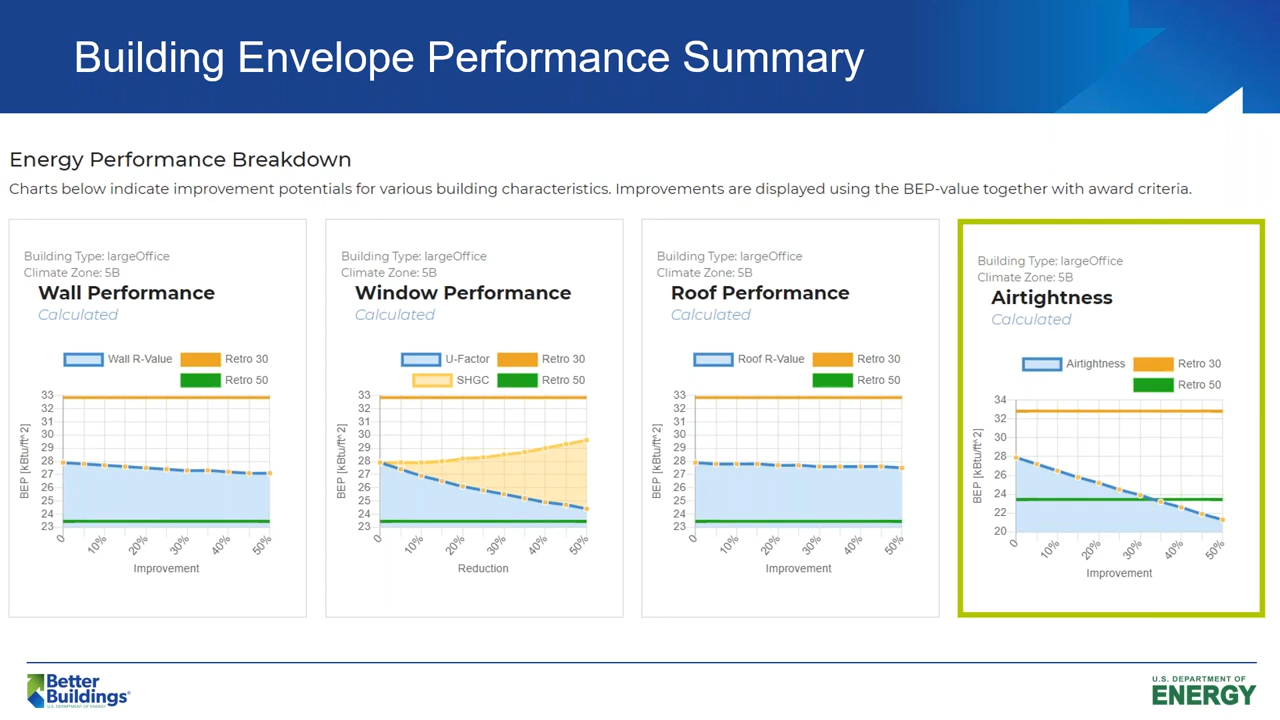 Building Envelope Performance Summary
Energy Performance Breakdown
Charts below indicate improvement potentials for various building characteristics. Improvements are displayed using the BEP-value together with award criteria.
Building Type: largeOffice
Climate Zone: 5B
Wall Performance
Calculated
Wall R-Value
Retro 30
Retro 50
BEP [kBtu/ft^2]
33
32
31
30
29
28
27
26
25
24
23
0
10%
20%
30%
40%
50%
Improvement
Building Type: largeOffice
Climate Zone: 5B
Window Performance
Calculated
U-Factor
Retro 30
SHGC
Retro 50
BEP [kBtu/ft^2]
33
32
31
30
29
28
27
26
25
24
23
0
10%
20%
30%
40%
50%
Reduction
Building Type: largeOffice
Climate Zone: 5B
Roof Performance
Calculated
Roof R-Value
Retro 30
Retro 50
BEP [kBtu/ft^2]
33
32
31
30
29
28
27
26
25
24
23
0
10%
20%
30%
40%
50%
Improvement
Building Type: largeOffice
Climate Zone: 5B
Airtightness
Calculated
Airtightness
Retro 30
Retro 50
BEP [kBtu/ft^2]
34
32
30
28
26
24
22
20
0
10%
20%
30%
40%
50%
Improvement
Better
Buildings®
U.S. DEPARTMENT OF ENERGY
U.S. DEPARTMENT OF
ENERGY